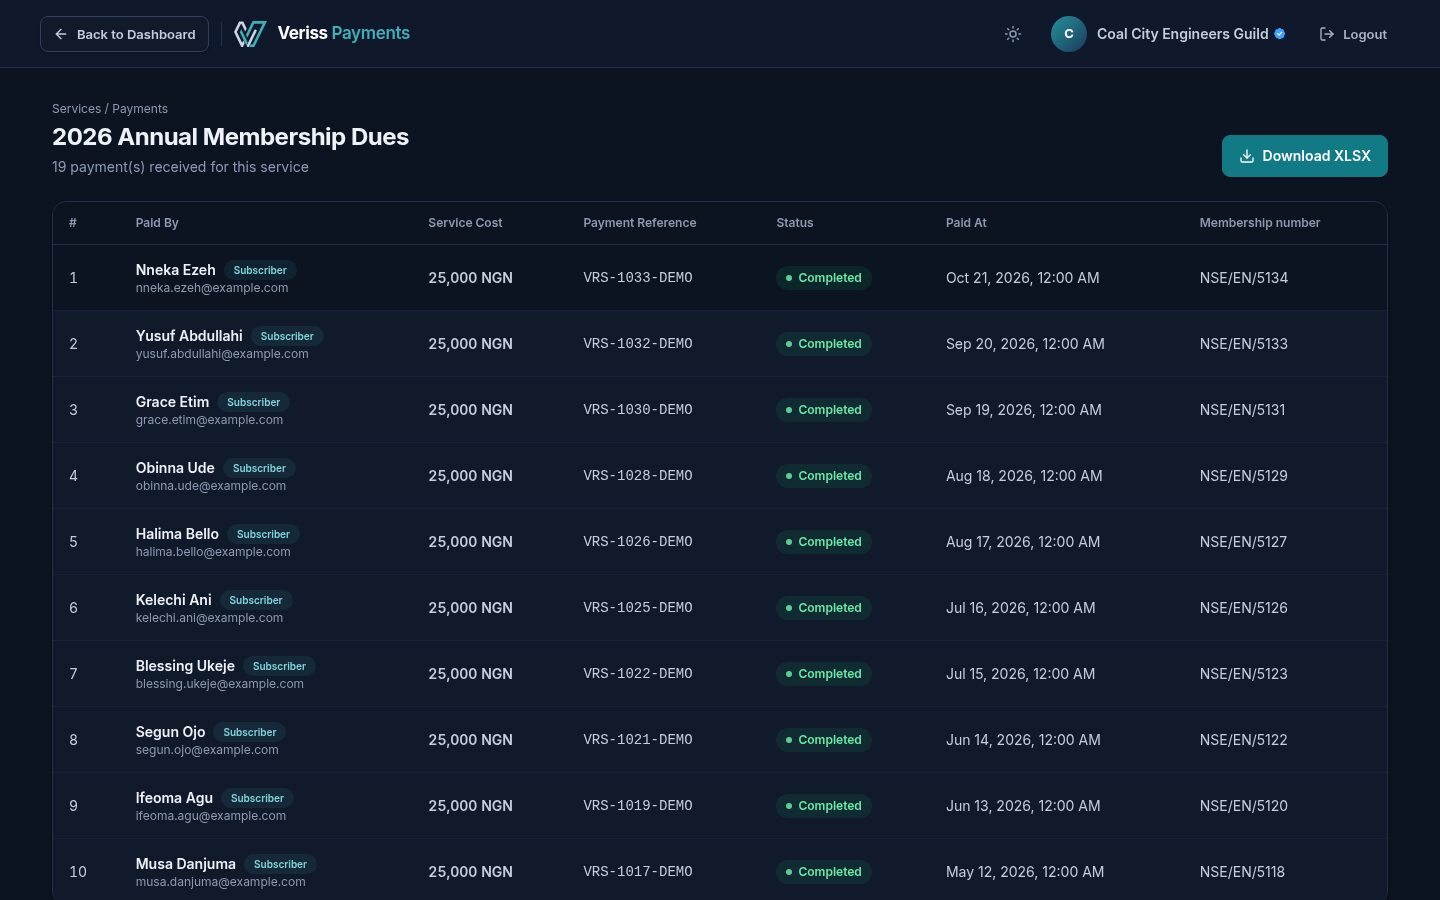 Back to Dashboard
Veriss Payments
C
Coal City Engineers Guild
Logout
Services / Payments
2026 Annual Membership Dues
19 payment(s) received for this service
Download XLSX
# Paid By Service Cost Payment Reference Status Paid At Membership number
1 Nneka Ezeh Subscriber 25,000 NGN VRS-1033-DEMO Completed Oct 21, 2026, 12:00 AM NSE/EN/5134
nneka.ezeh@example.com
2 Yusuf Abdullahi Subscriber 25,000 NGN VRS-1032-DEMO Completed Sep 20, 2026, 12:00 AM NSE/EN/5133
yusuf.abdullahi@example.com
3 Grace Etim Subscriber 25,000 NGN VRS-1030-DEMO Completed Sep 19, 2026, 12:00 AM NSE/EN/5131
grace.etim@example.com
4 Obinna Ude Subscriber 25,000 NGN VRS-1028-DEMO Completed Aug 18, 2026, 12:00 AM NSE/EN/5129
obinna.ude@example.com
5 Halima Bello Subscriber 25,000 NGN VRS-1026-DEMO Completed Aug 17, 2026, 12:00 AM NSE/EN/5127
halima.bello@example.com
6 Kelechi Ani Subscriber 25,000 NGN VRS-1025-DEMO Completed Jul 16, 2026, 12:00 AM NSE/EN/5126
kelechi.ani@example.com
7 Blessing Ukeje Subscriber 25,000 NGN VRS-1022-DEMO Completed Jul 15, 2026, 12:00 AM NSE/EN/5123
blessing.ukeje@example.com
8 Segun Ojo Subscriber 25,000 NGN VRS-1021-DEMO Completed Jun 14, 2026, 12:00 AM NSE/EN/5122
segun.ojo@example.com
9 Ifeoma Agu Subscriber 25,000 NGN VRS-1019-DEMO Completed Jun 13, 2026, 12:00 AM NSE/EN/5120
ifeoma.agu@example.com
10 Musa Danjuma Subscriber 25,000 NGN VRS-1017-DEMO Completed May 12, 2026, 12:00 AM NSE/EN/5118
musa.danjuma@example.com